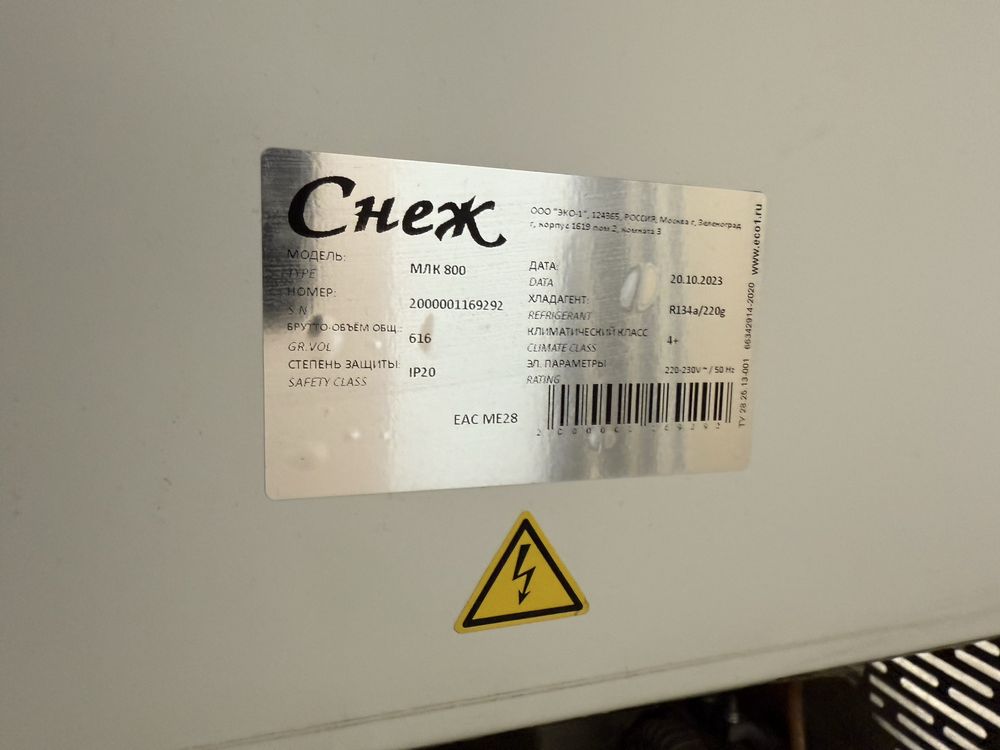 Снеж
ООО "ЭКО-1", 124365, РОССИЯ, Москва г, Зеленоград
г, корпус 1619 пом.2, комната 3
МОДЕЛЬ: МЛК 800
TYPE
НОМЕР: 2000001169292
S.N
БРУТТО-ОБЪЁМ ОБЩ.: 616
GR.VOL
СТЕПЕНЬ ЗАЩИТЫ: IP20
SAFETY CLASS
ДАТА: 20.10.2023
DATA
ХЛАДАГЕНТ: R134a/220g
REFRIGERANT
КЛИМАТИЧЕСКИЙ КЛАСС 4+
CLIMATE CLASS
ЭЛ. ПАРАМЕТРЫ 220-230V ~ / 50 Hz
RATING
EAC ME28
2000001169292
ТУ 28.25.13-001 66342914-2020 www.eco1.ru